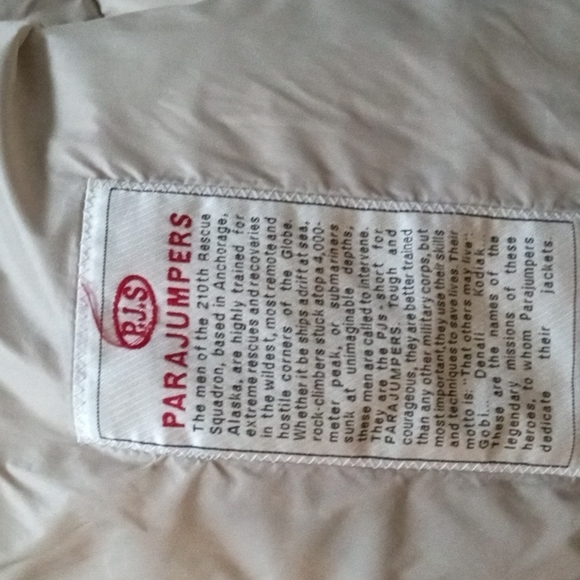 P.J.S
PARAJUMPERS
The men of the 210th Rescue
Squadron, based in Anchorage,
Alaska, are highly trained for
extreme rescues and recoveries
in the wildest, most remote and
hostile corners of the Globe.
Whether it be ships adrift at sea,
rock-climbers stuck atop a 4,000-
meter peak, or submariners
sunk at unimaginable depths,
these men are called to intervene.
They are the PJs - short for
PARAJUMPERS. Tough and
courageous, they are better trained
than any other military corps, but
most important, they use their skills
and techniques to save lives. Their
motto is: "That others may live".
Gobi... Denali... Kodiak...
These are the names of the
legendary missions of these
heroes, to whom Parajumpers
dedicate their jackets.